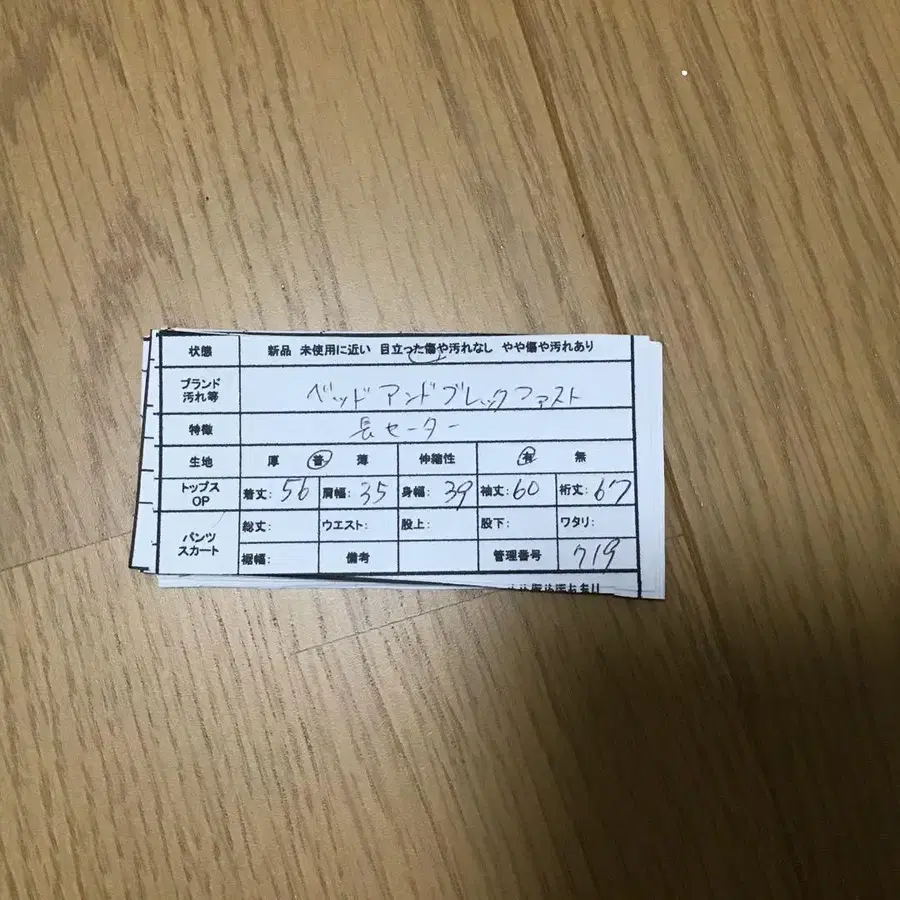 状態 新品 未使用に近い 目立った傷や汚れなし やや傷や汚れあり
ブランド
汚れ等 ベッドアンドブレックファスト
特徴 長セーター
生地 厚 普 薄 伸縮性 有 無
トップス
OP 着丈:56 肩幅:35 身幅:39 袖丈:60 裄丈:67
パンツ
スカート 総丈: ウエスト: 股上: 股下: ワタリ:
裾幅: 備考 管理番号 719